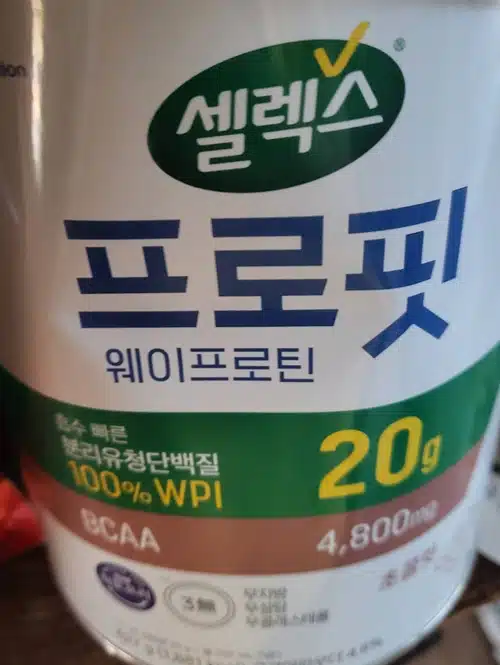 셀렉스
®
프로핏
웨이프로틴
흡수 빠른
분리유청단백질
100% WPI
20g
BCAA
4,800mg
초콜릿
3無
무지방
무설탕
무콜레스테롤